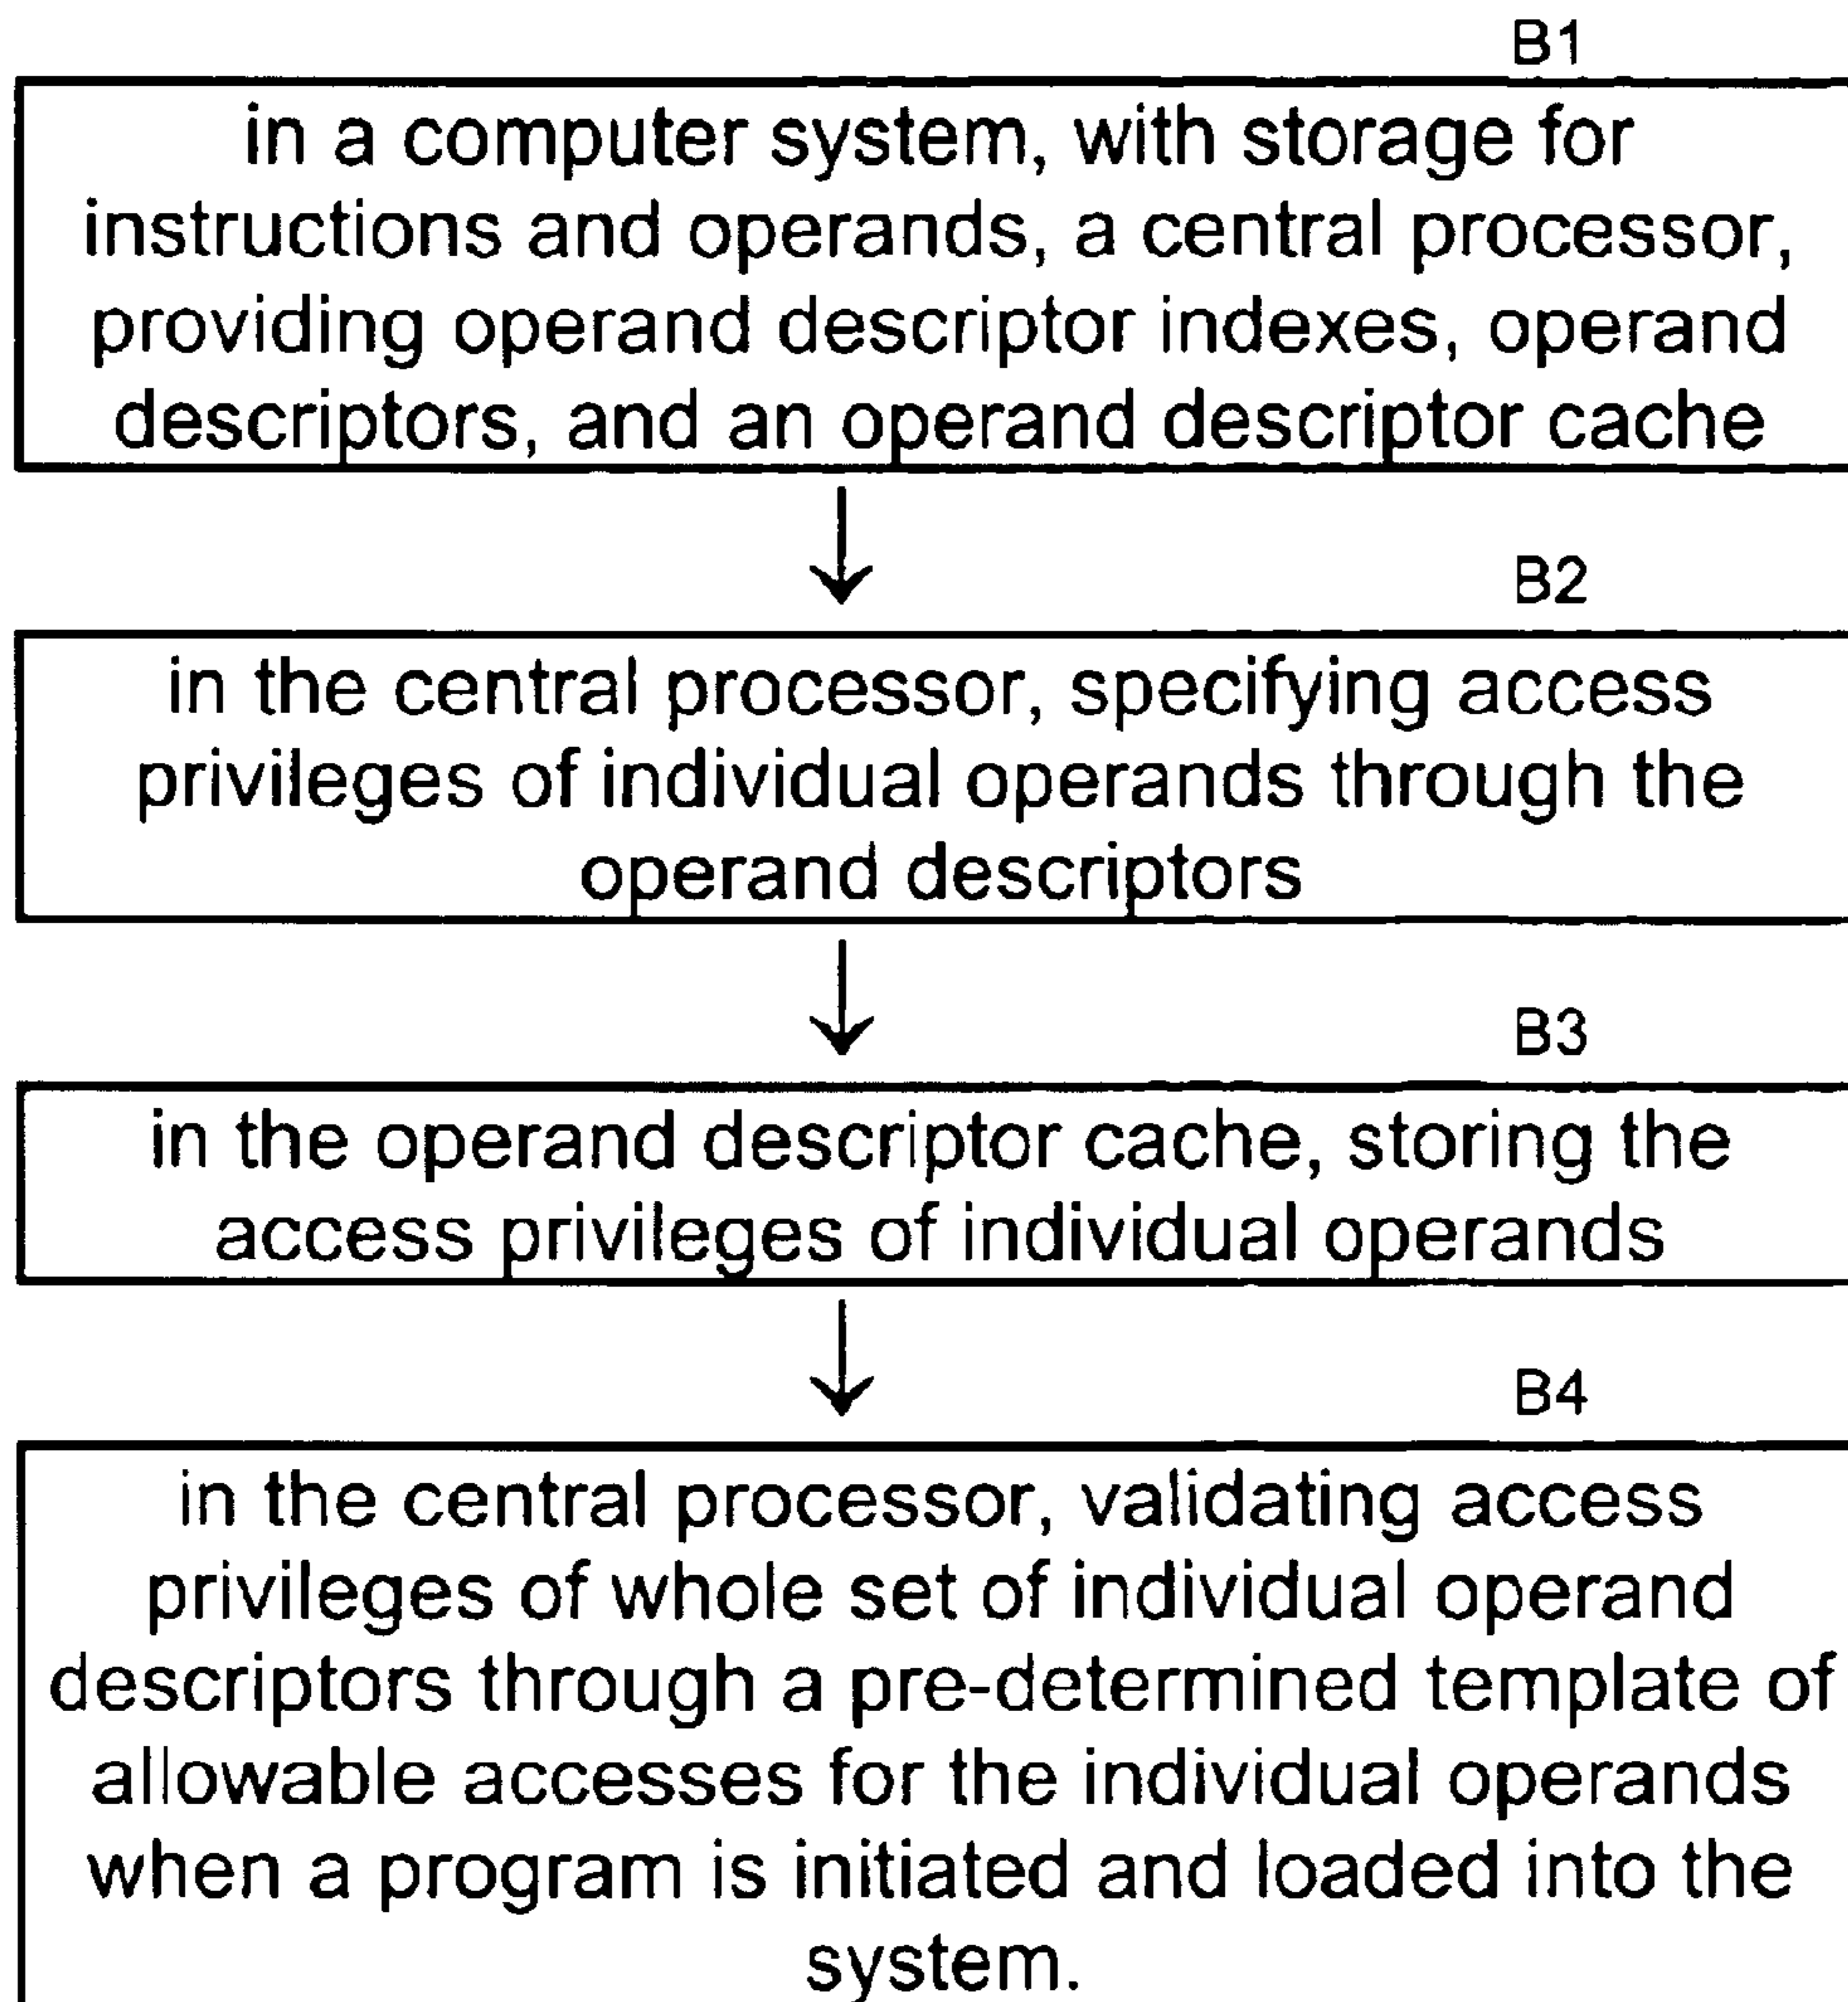 B1
in a computer system, with storage for
instructions and operands, a central processor,
providing operand descriptor indexes, operand
descriptors, and an operand descriptor cache
B2
in the central processor, specifying access
privileges of individual operands through the
operand descriptors
B3
in the operand descriptor cache, storing the
access privileges of individual operands
B4
in the central processor, validating access
privileges of whole set of individual operand
descriptors through a pre-determined template of
allowable accesses for the individual operands
when a program is initiated and loaded into the
system.